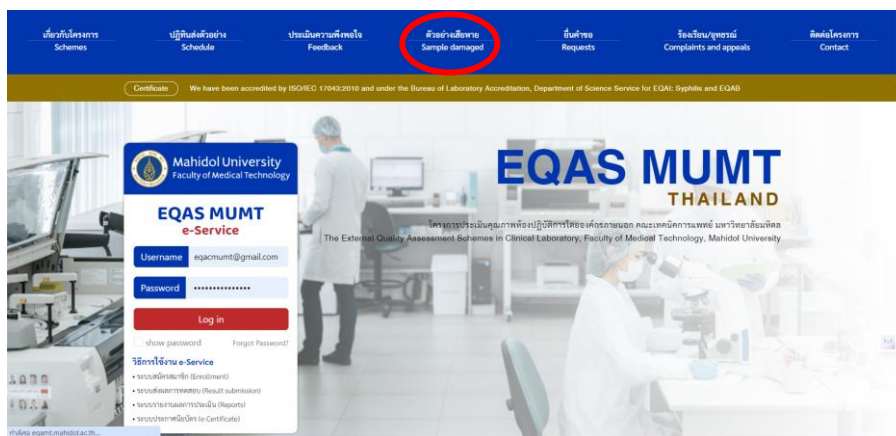 เกี่ยวกับโครงการ
Schemes
ปฏิทินส่งตัวอย่าง
Schedule
ประเมินความพึงพอใจ
Feedback
ตัวอย่างเสียหาย
Sample damaged
ยื่นคำขอ
Requests
ร้องเรียน/อุทธรณ์
Complaints and appeals
ติดต่อโครงการ
Contact
Certificate We have been accredited by ISO/IEC 17043:2010 and under the Bureau of Laboratory Accreditation, Department of Science Service for EQAI: Syphilis and EQAB
Mahidol University
Faculty of Medical Technology
EQAS MUMT
e-Service
Username eqacmumt@gmail.com
Password ••••••••••••••
Log in
show password Forgot Password?
วิธีการใช้งาน e-Service
• ระบบสมัครสมาชิก (Enrollment)
• ระบบส่งผลการทดสอบ (Result submission)
• ระบบรายงานผลการประเมิน (Reports)
• ระบบประกาศนียบัตร (e-Certificate)
EQAS MUMT
THAILAND
โครงการประเมินคุณภาพห้องปฏิบัติการโดยองค์กรภายนอก คณะเทคนิคการแพทย์ มหาวิทยาลัยมหิดล
The External Quality Assessment Schemes in Clinical Laboratory, Faculty of Medical Technology, Mahidol University
กำลังรอ eqamt.mahidol.ac.th...